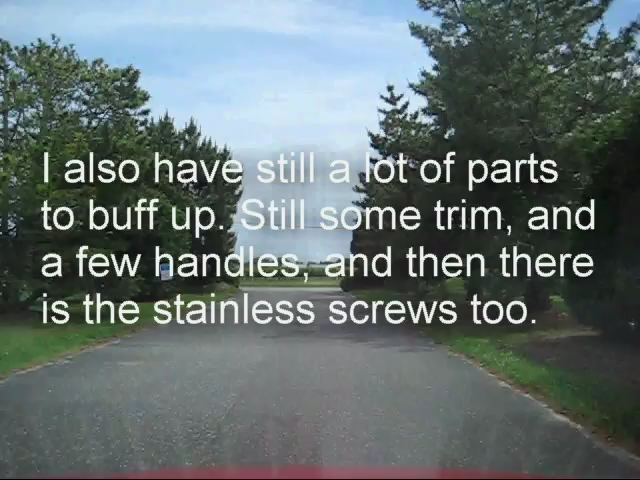 I also have still a lot of parts
to buff up. Still some trim, and
a few handles, and then there
is the stainless screws too.